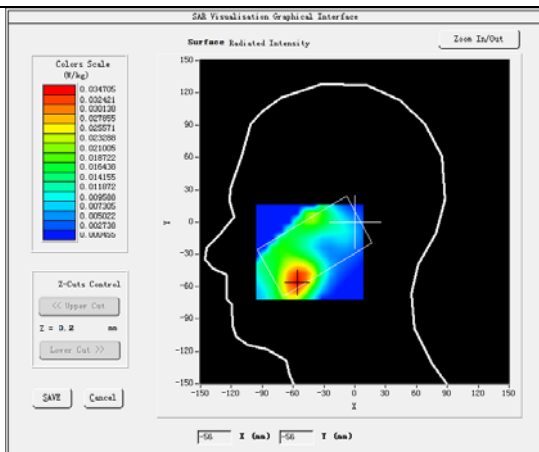 SAR Visualisation Graphical Interface
Surface Radiated Intensity
Zoom In/Out
Colors Scale
(W/kg)
0.034705
0.032421
0.030138
0.027855
0.025571
0.023288
0.021005
0.018722
0.016438
0.014155
0.011872
0.009588
0.007305
0.005022
0.002738
0.000455
Z-Cuts Control
<< Upper Cut
Z = 3.2 mm
Lower Cut >>
SAVE
Cancel
150
120
90
60
30
0
-30
-60
-90
-120
-150
Y
-150 -120 -90 -60 -30 0 30 60 90 120 150
X
-56 X (mm) -56 Y (mm)